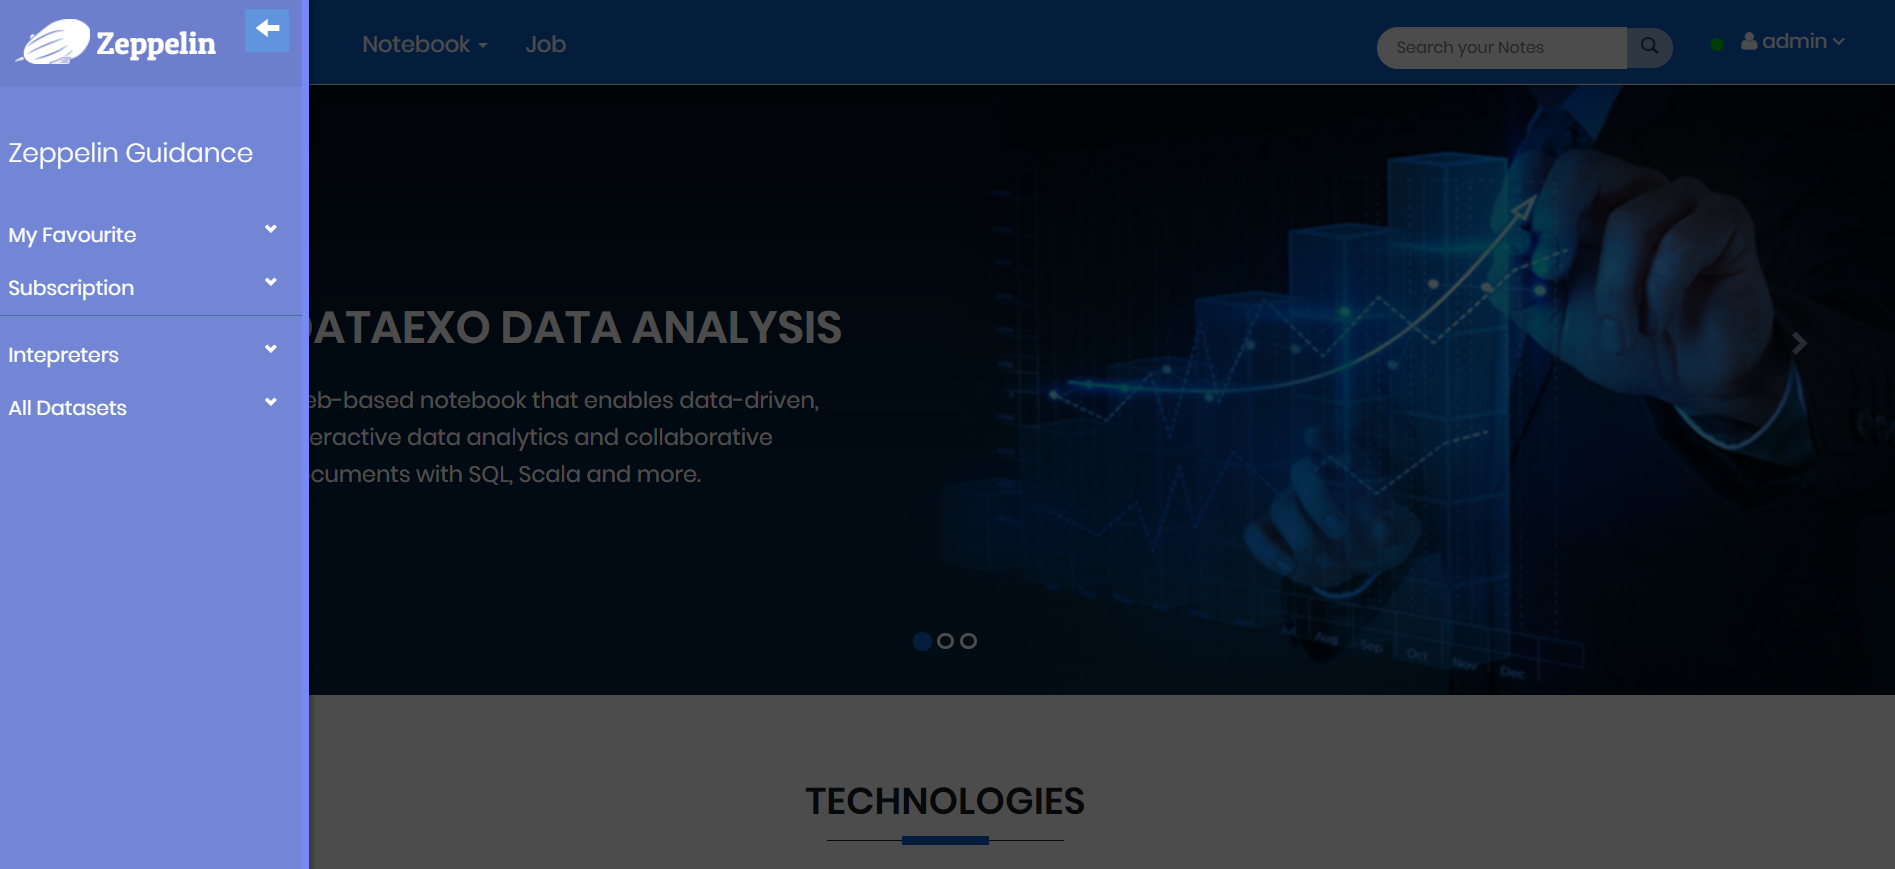 Zeppelin
Notebook
Job
Search your Notes
admin
Zeppelin Guidance
My Favourite
Subscription
Intepreters
All Datasets
ATAEXO DATA ANALYSIS
eb-based notebook that enables data-driven,
eractive data analytics and collaborative
cuments with SQL, Scala and more.
Aug Sep Oct Nov Dec
TECHNOLOGIES